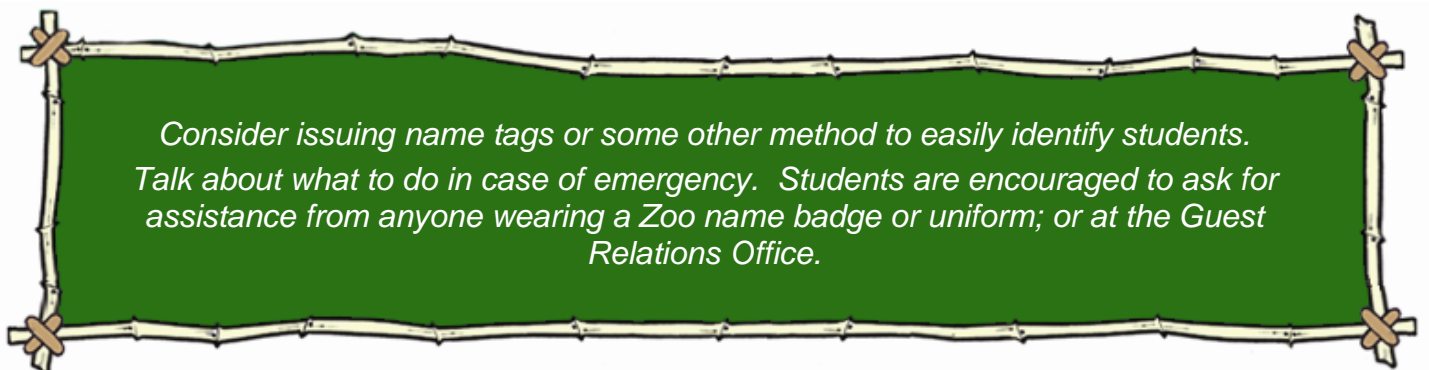 Consider issuing name tags or some other method to easily identify students.
Talk about what to do in case of emergency.  Students are encouraged to ask for
assistance from anyone wearing a Zoo name badge or uniform; or at the Guest
Relations Office.